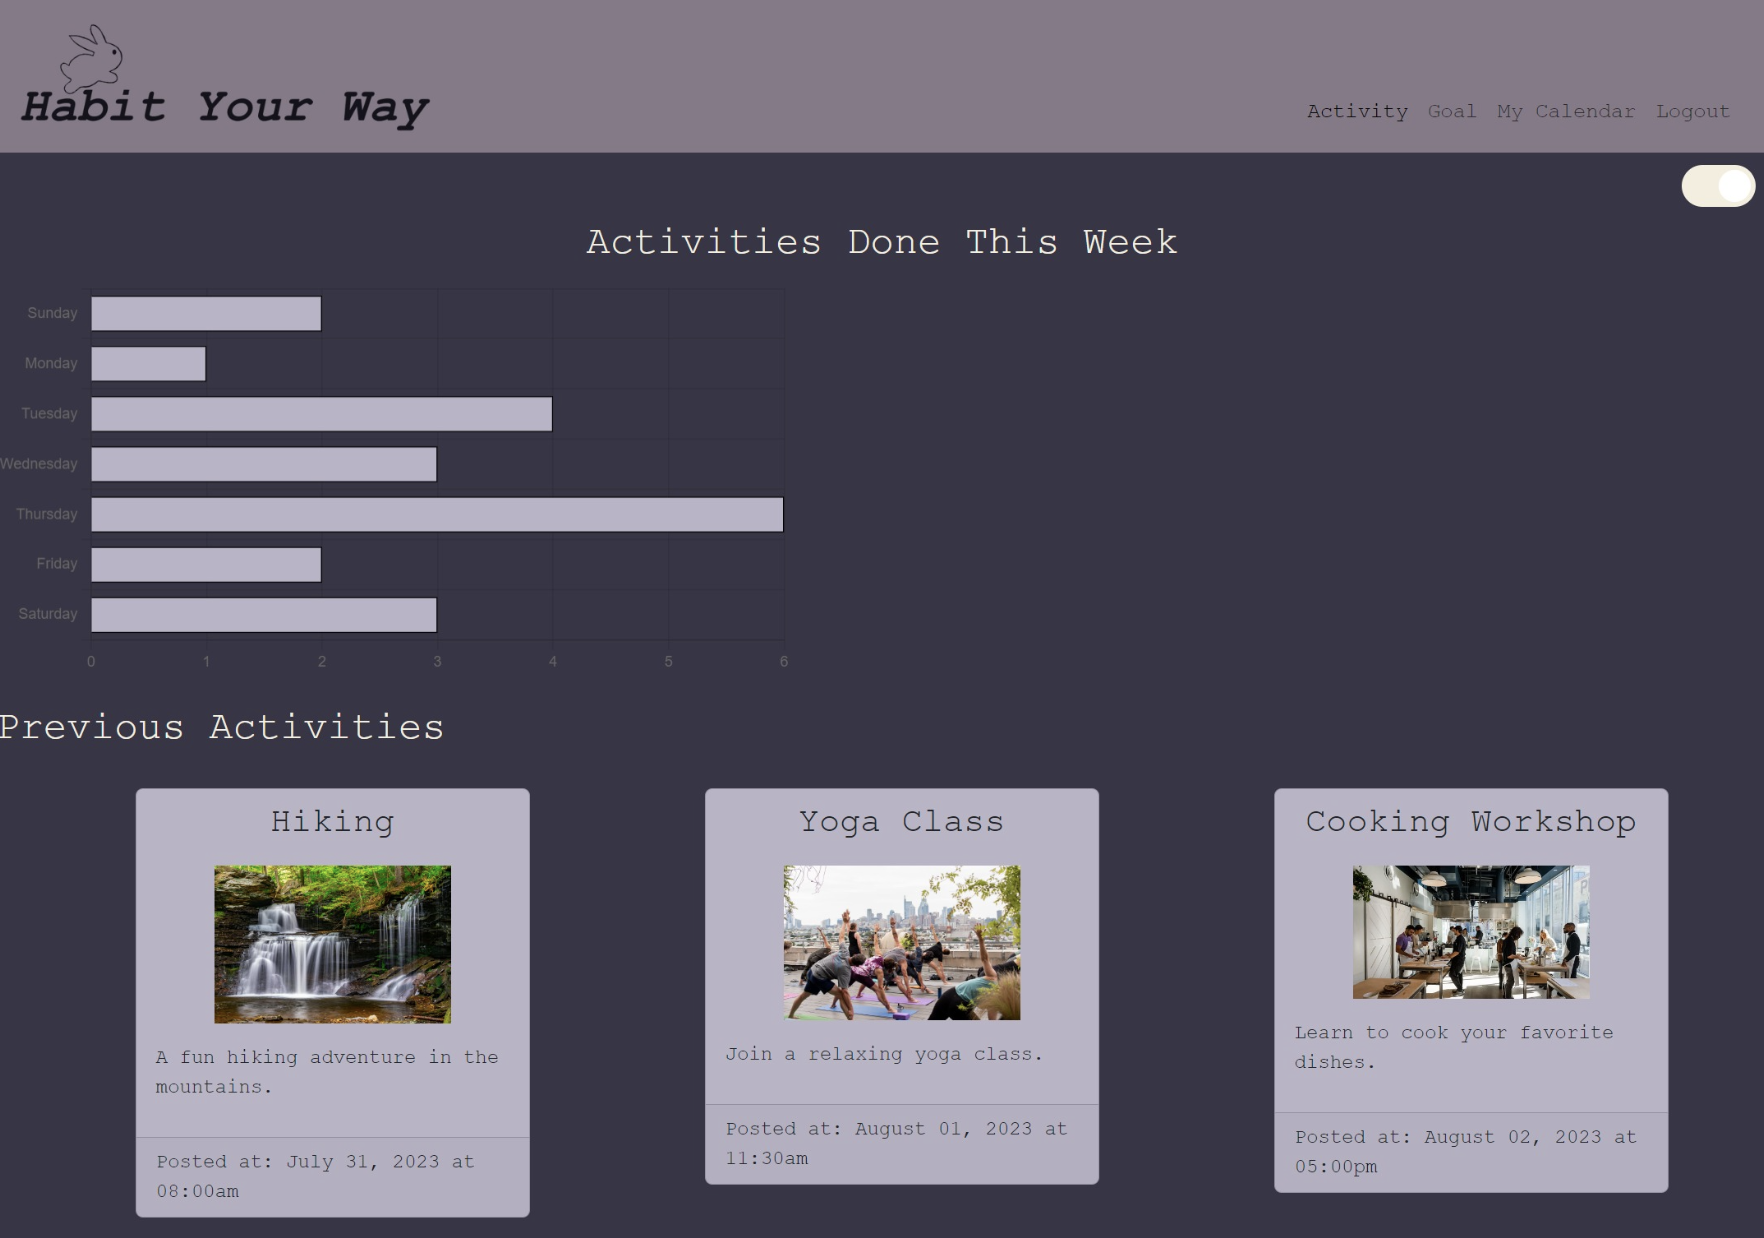 Habit Your Way
Activity Goal My Calendar Logout
Activities Done This Week
Sunday
Monday
Tuesday
Wednesday
Thursday
Friday
Saturday
0 1 2 3 4 5 6
Previous Activities
Hiking
A fun hiking adventure in the
mountains.
Posted at: July 31, 2023 at
08:00am
Yoga Class
Join a relaxing yoga class.
Posted at: August 01, 2023 at
11:30am
Cooking Workshop
Learn to cook your favorite
dishes.
Posted at: August 02, 2023 at
05:00pm